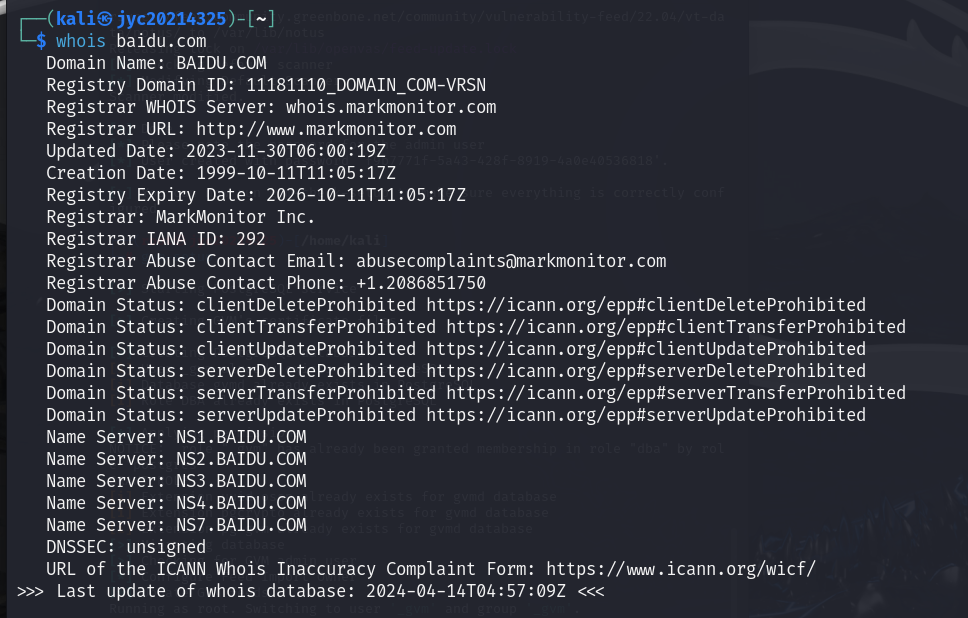 ┌──(kali㉿jyc20214325)-[~]
└─$ whois baidu.com
Domain Name: BAIDU.COM
Registry Domain ID: 11181110_DOMAIN_COM-VRSN
Registrar WHOIS Server: whois.markmonitor.com
Registrar URL: http://www.markmonitor.com
Updated Date: 2023-11-30T06:00:19Z
Creation Date: 1999-10-11T11:05:17Z
Registry Expiry Date: 2026-10-11T11:05:17Z
Registrar: MarkMonitor Inc.
Registrar IANA ID: 292
Registrar Abuse Contact Email: abusecomplaints@markmonitor.com
Registrar Abuse Contact Phone: +1.2086851750
Domain Status: clientDeleteProhibited https://icann.org/epp#clientDeleteProhibited
Domain Status: clientTransferProhibited https://icann.org/epp#clientTransferProhibited
Domain Status: clientUpdateProhibited https://icann.org/epp#clientUpdateProhibited
Domain Status: serverDeleteProhibited https://icann.org/epp#serverDeleteProhibited
Domain Status: serverTransferProhibited https://icann.org/epp#serverTransferProhibited
Domain Status: serverUpdateProhibited https://icann.org/epp#serverUpdateProhibited
Name Server: NS1.BAIDU.COM
Name Server: NS2.BAIDU.COM
Name Server: NS3.BAIDU.COM
Name Server: NS4.BAIDU.COM
Name Server: NS7.BAIDU.COM
DNSSEC: unsigned
URL of the ICANN Whois Inaccuracy Complaint Form: https://www.icann.org/wicf/
>>> Last update of whois database: 2024-04-14T04:57:09Z <<<